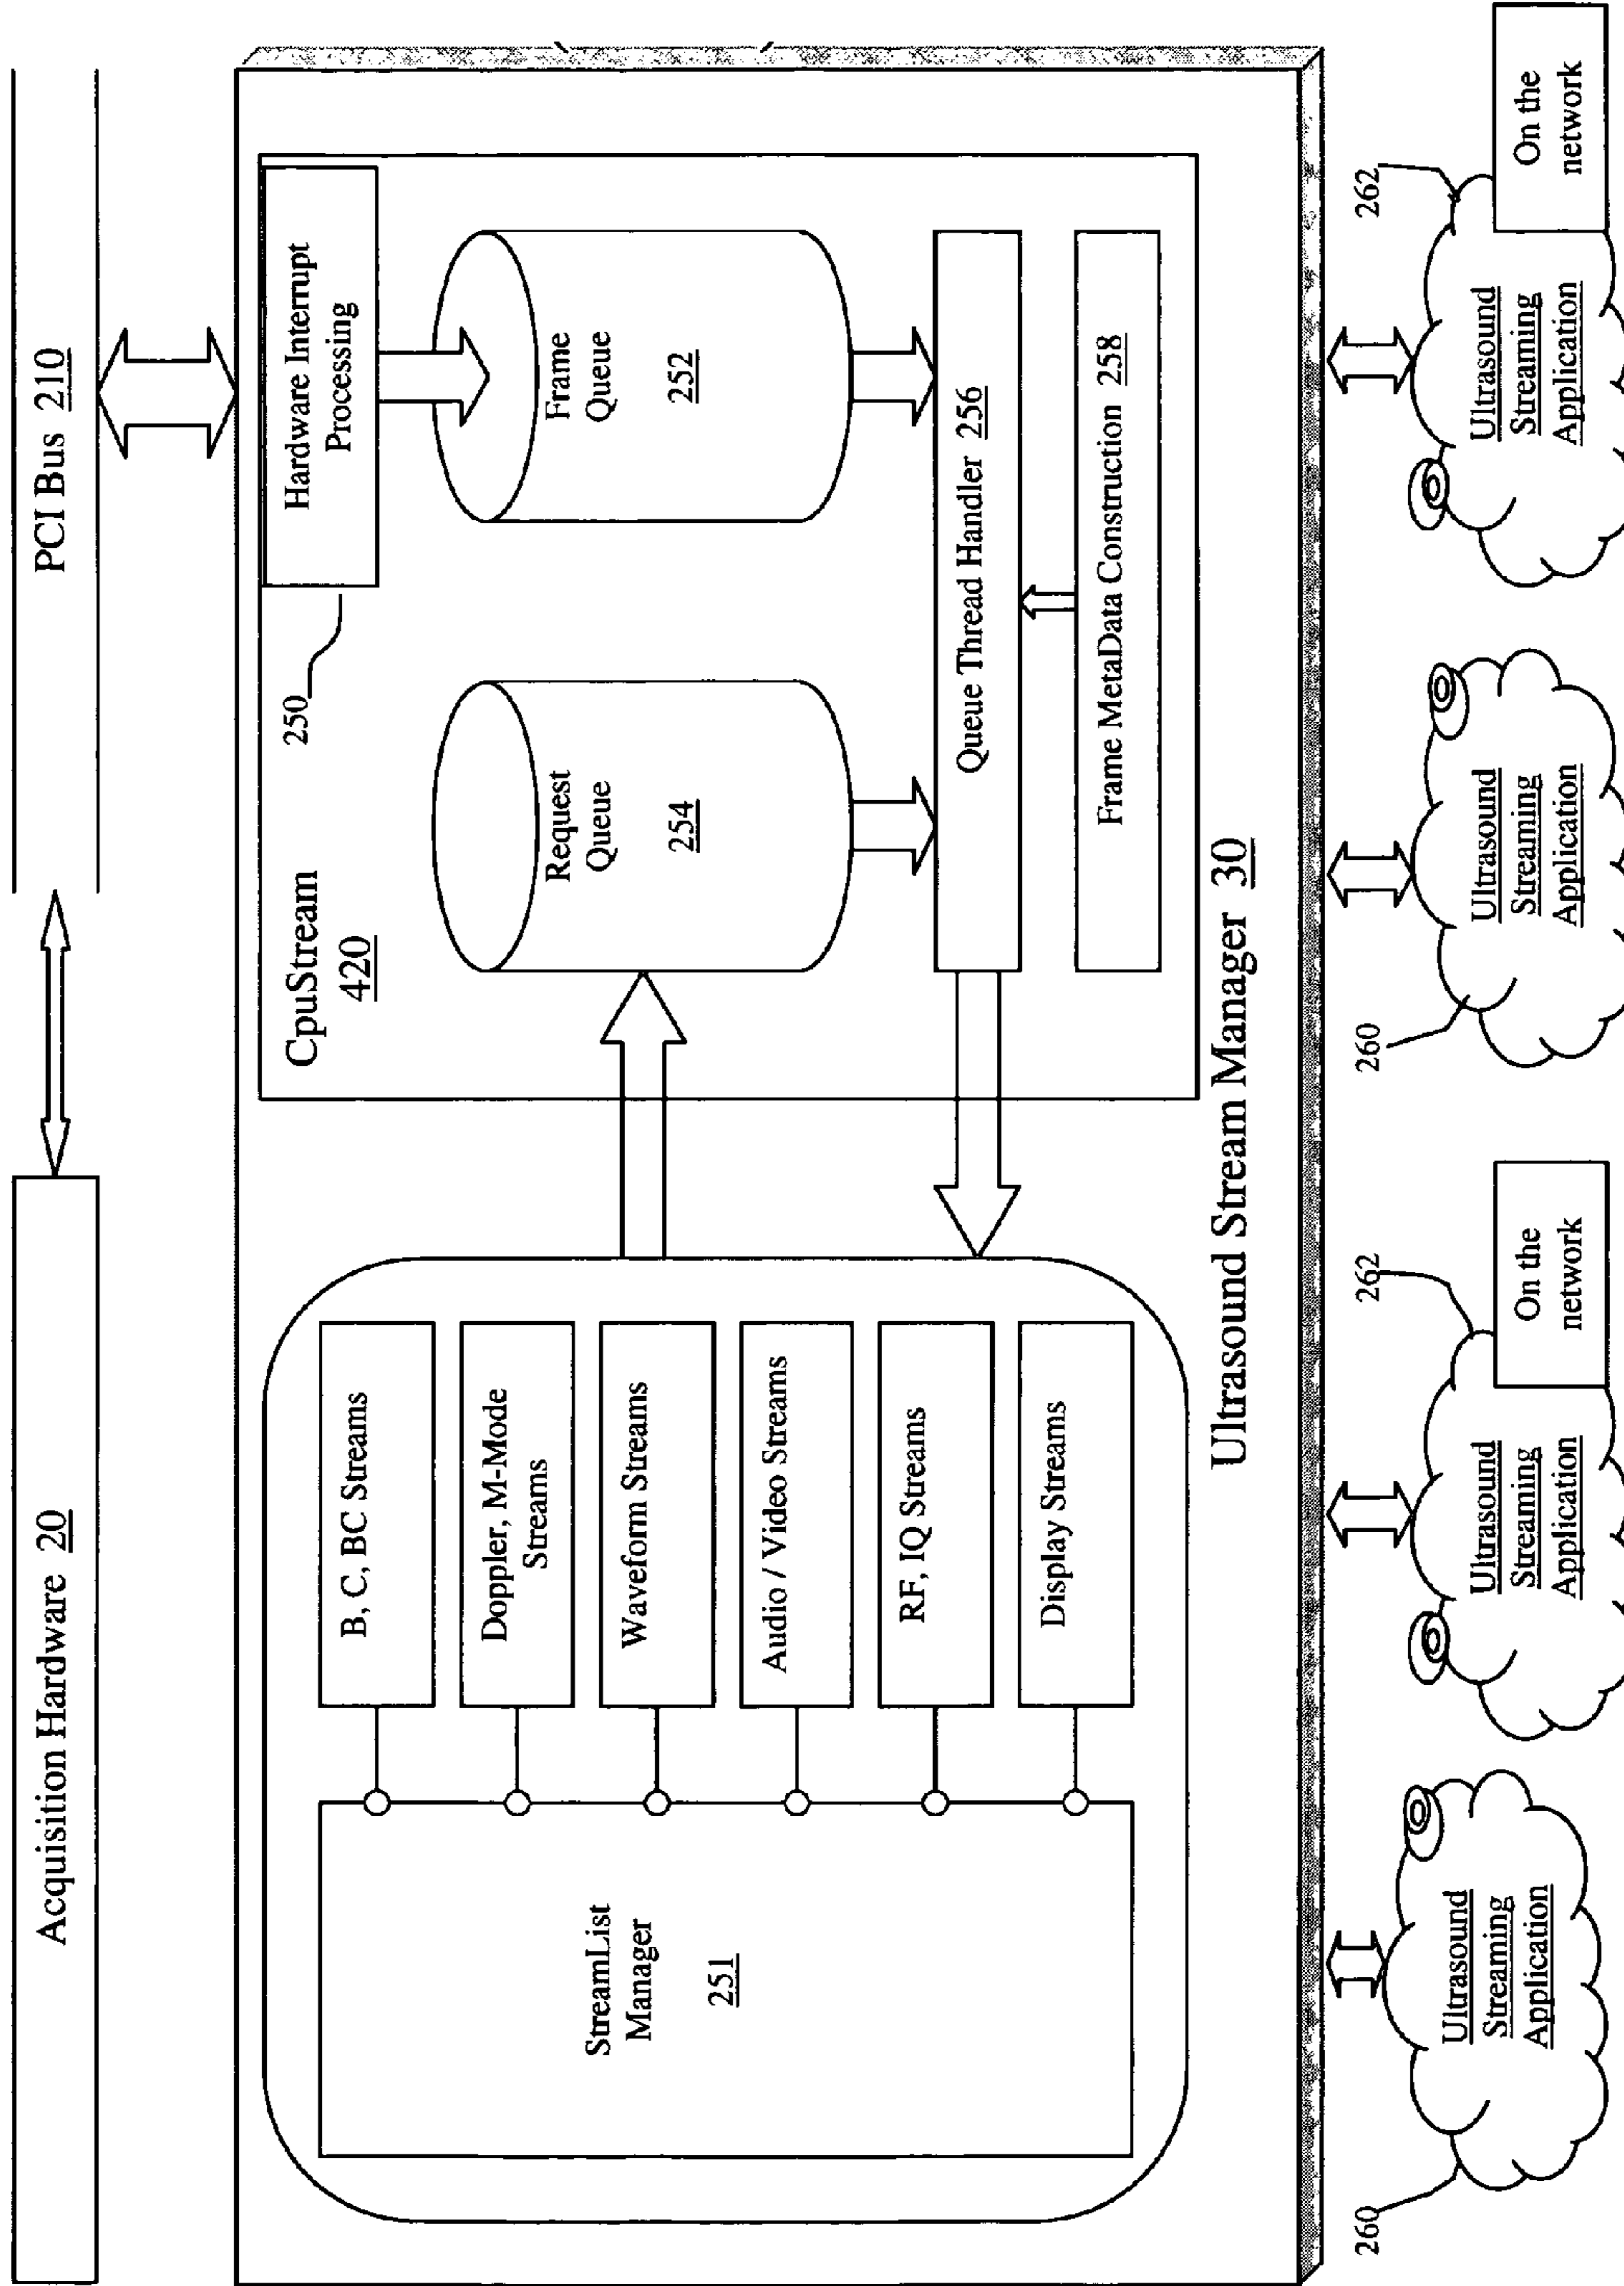 Acquisition Hardware 20
PCI Bus 210
StreamList
Manager
251
B, C, BC Streams
Doppler, M-Mode
Streams
Waveform Streams
Audio / Video Streams
RF, IQ Streams
Display Streams
CpuStream
420
250
Hardware Interrupt
Processing
Request
Queue
254
Frame
Queue
252
Queue Thread Handler 256
Frame MetaData Construction 258
Ultrasound Stream Manager 30
260
Ultrasound
Streaming
Application
262
Ultrasound
Streaming
Application
On the
network
260
Ultrasound
Streaming
Application
262
Ultrasound
Streaming
Application
On the
network